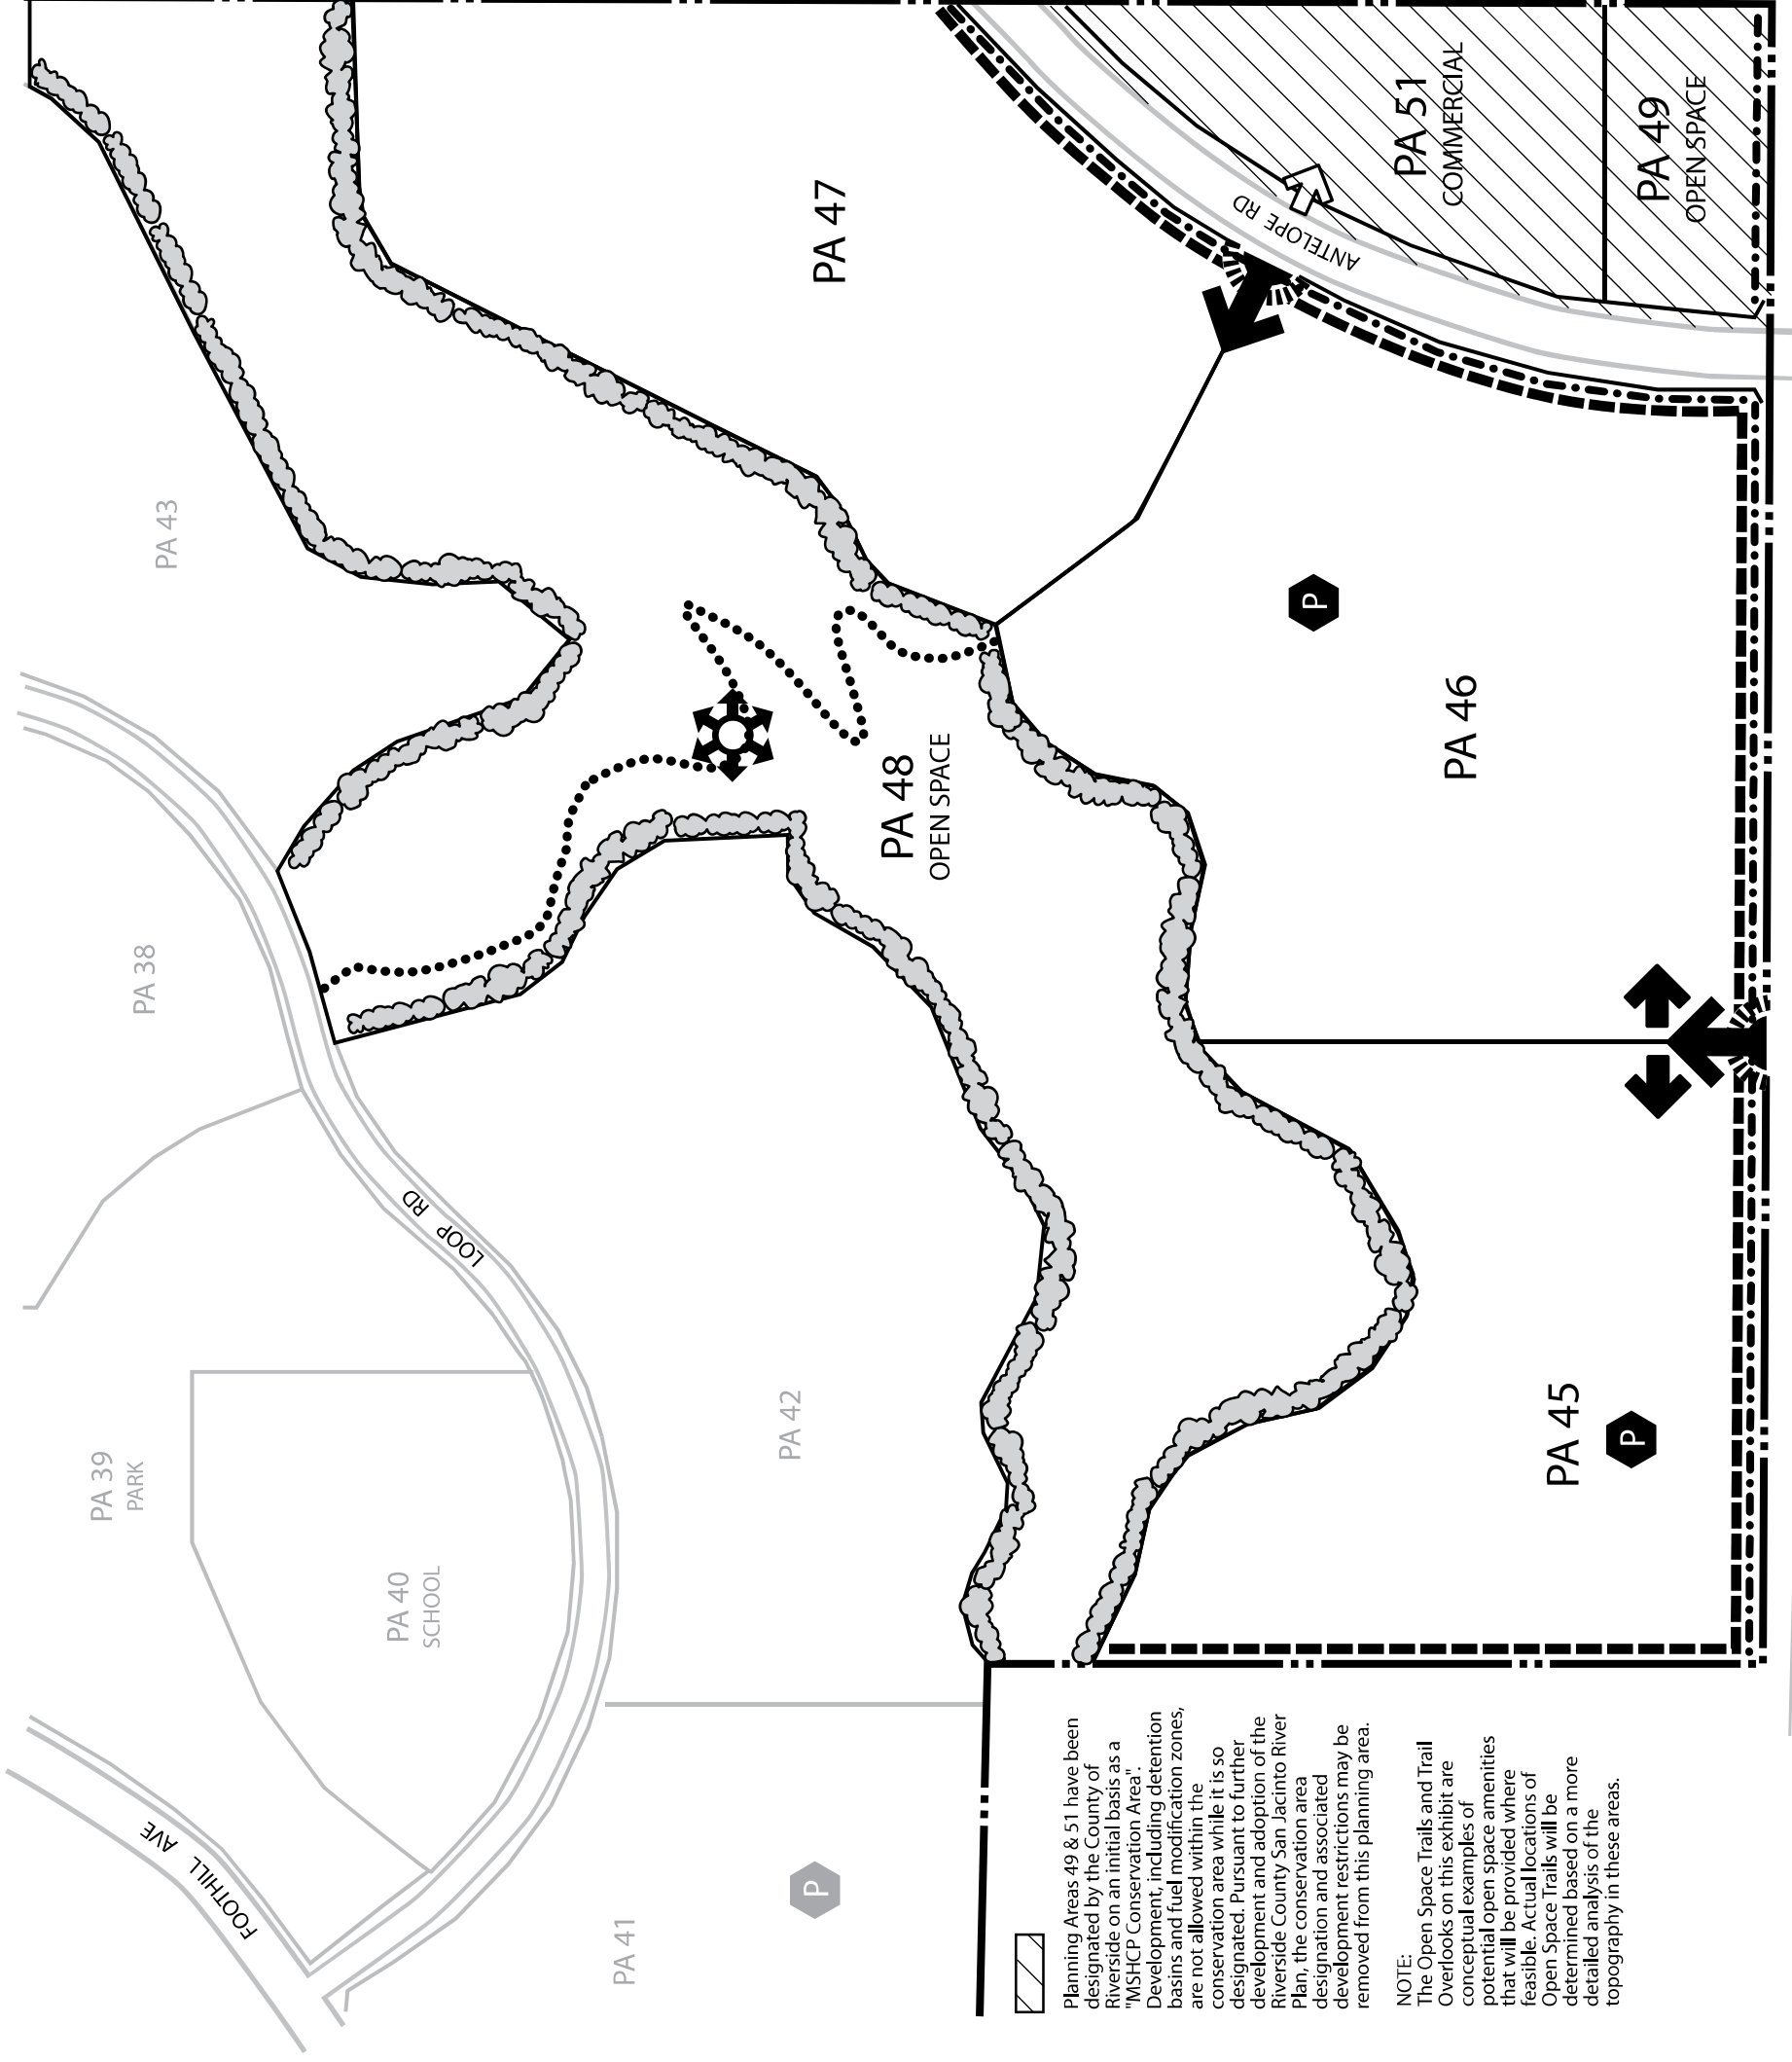 PA 43
PA 38
PA 39
PARK
PA 40
SCHOOL
FOOTHILL AVE
LOOP RD
PA 42
PA 41
P
PA 47
PA 48
OPEN SPACE
PA 46
P
PA 45
P
ANTELOPE RD
PA 51
COMMERCIAL
PA 49
OPEN SPACE
Planning Areas 49 & 51 have been
designated by the County of
Riverside on an initial basis as a
"MSHCP Conservation Area".
Development, including detention
basins and fuel modification zones,
are not allowed within the
conservation area while it is so
designated. Pursuant to further
development and adoption of the
Riverside County San Jacinto River
Plan, the conservation area
designation and associated
development restrictions may be
removed from this planning area.
NOTE:
The Open Space Trails and Trail
Overlooks on this exhibit are
conceptual examples of
potential open space amenities
that will be provided where
feasible. Actual locations of
Open Space Trails will be
determined based on a more
detailed analysis of the
topography in these areas.